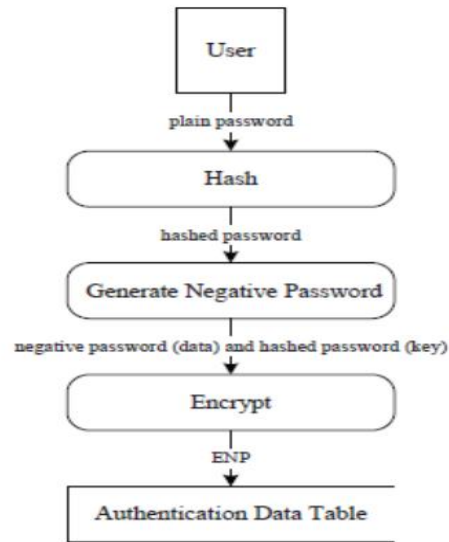 User
plain password
Hash
hashed password
Generate Negative Password
negative password (data) and hashed password (key)
Encrypt
ENP
Authentication Data Table